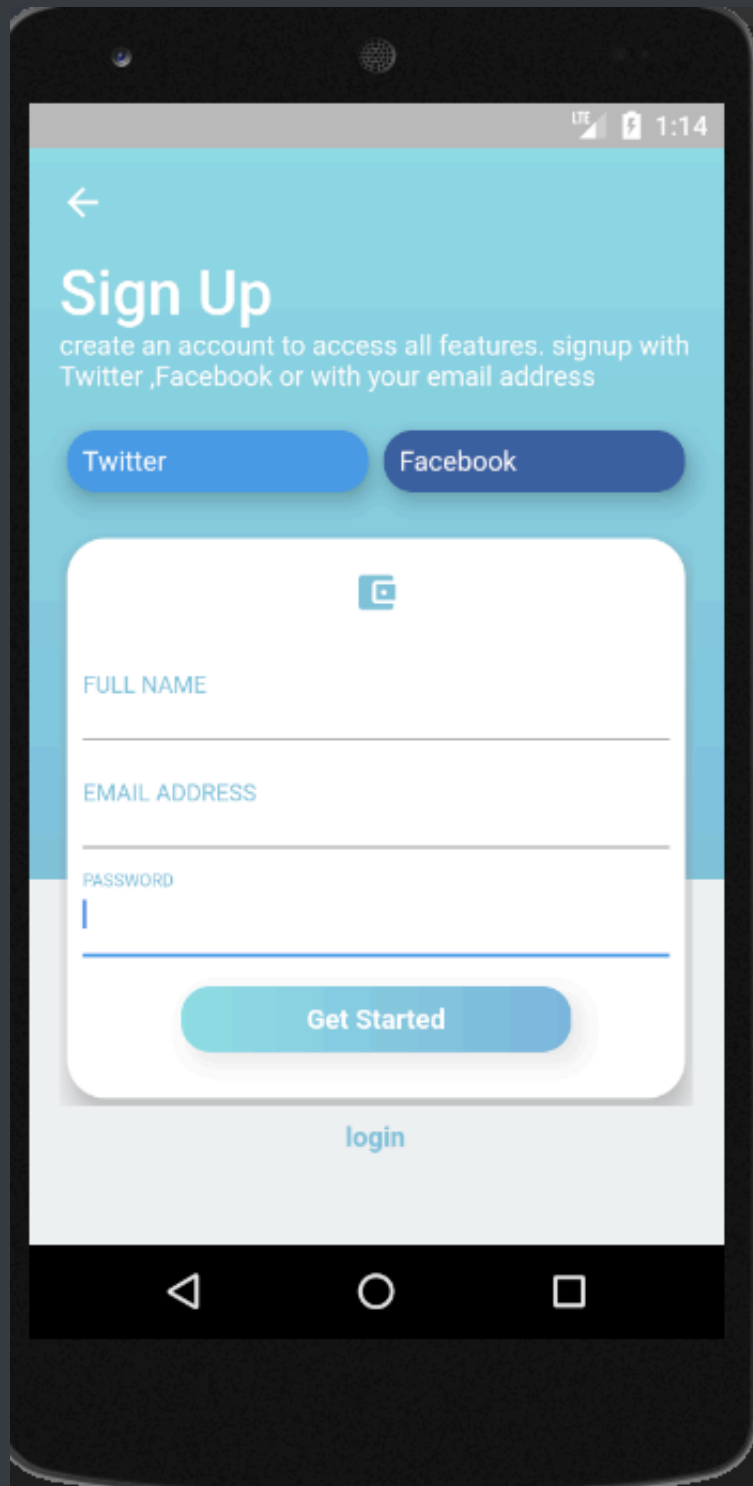 LTE 1:14
Sign Up
create an account to access all features. signup with
Twitter ,Facebook or with your email address
Twitter Facebook
FULL NAME
EMAIL ADDRESS
PASSWORD
Get Started
login